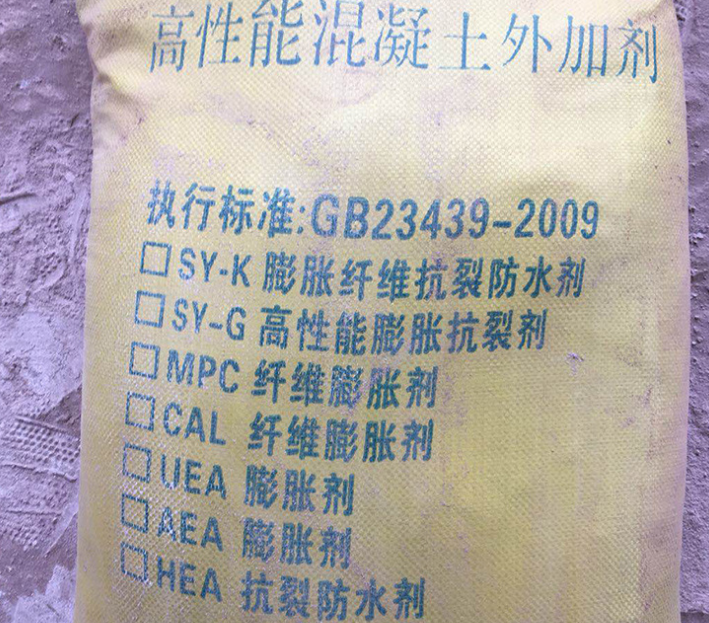 高性能混凝土外加剂
执行标准:GB23439-2009
□SY-K 膨胀纤维抗裂防水剂
□SY-G 高性能膨胀抗裂剂
□MPC 纤维膨胀剂
□CAL 纤维膨胀剂
□UEA 膨胀剂
□AEA 膨胀剂
□HEA 抗裂防水剂